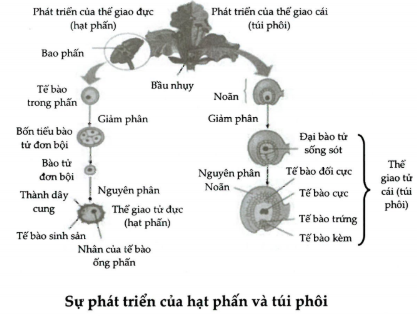 Phát triển của thể giao đực
(hạt phấn)
Bao phấn
Tế bào
trong phấn
Giảm phân
Bốn tiểu bào
tử đơn bội
Bào tử
đơn bội
Nguyên phân
Thành dây
cung
Thể giao tử đực
(hạt phấn)
Tế bào sinh sản
Nhân của tế bào
ống phấn
Bầu nhụy
Phát triển của thể giao cái
(túi phôi)
Noãn
Giảm phân
Đại bào tử
sống sót
Nguyên phân
Noãn
Tế bào đối cực
Tế bào cực
Tế bào trứng
Tế bào kèm
Thể
giao tử
cái (túi
phôi)
Sự phát triển của hạt phấn và túi phôi